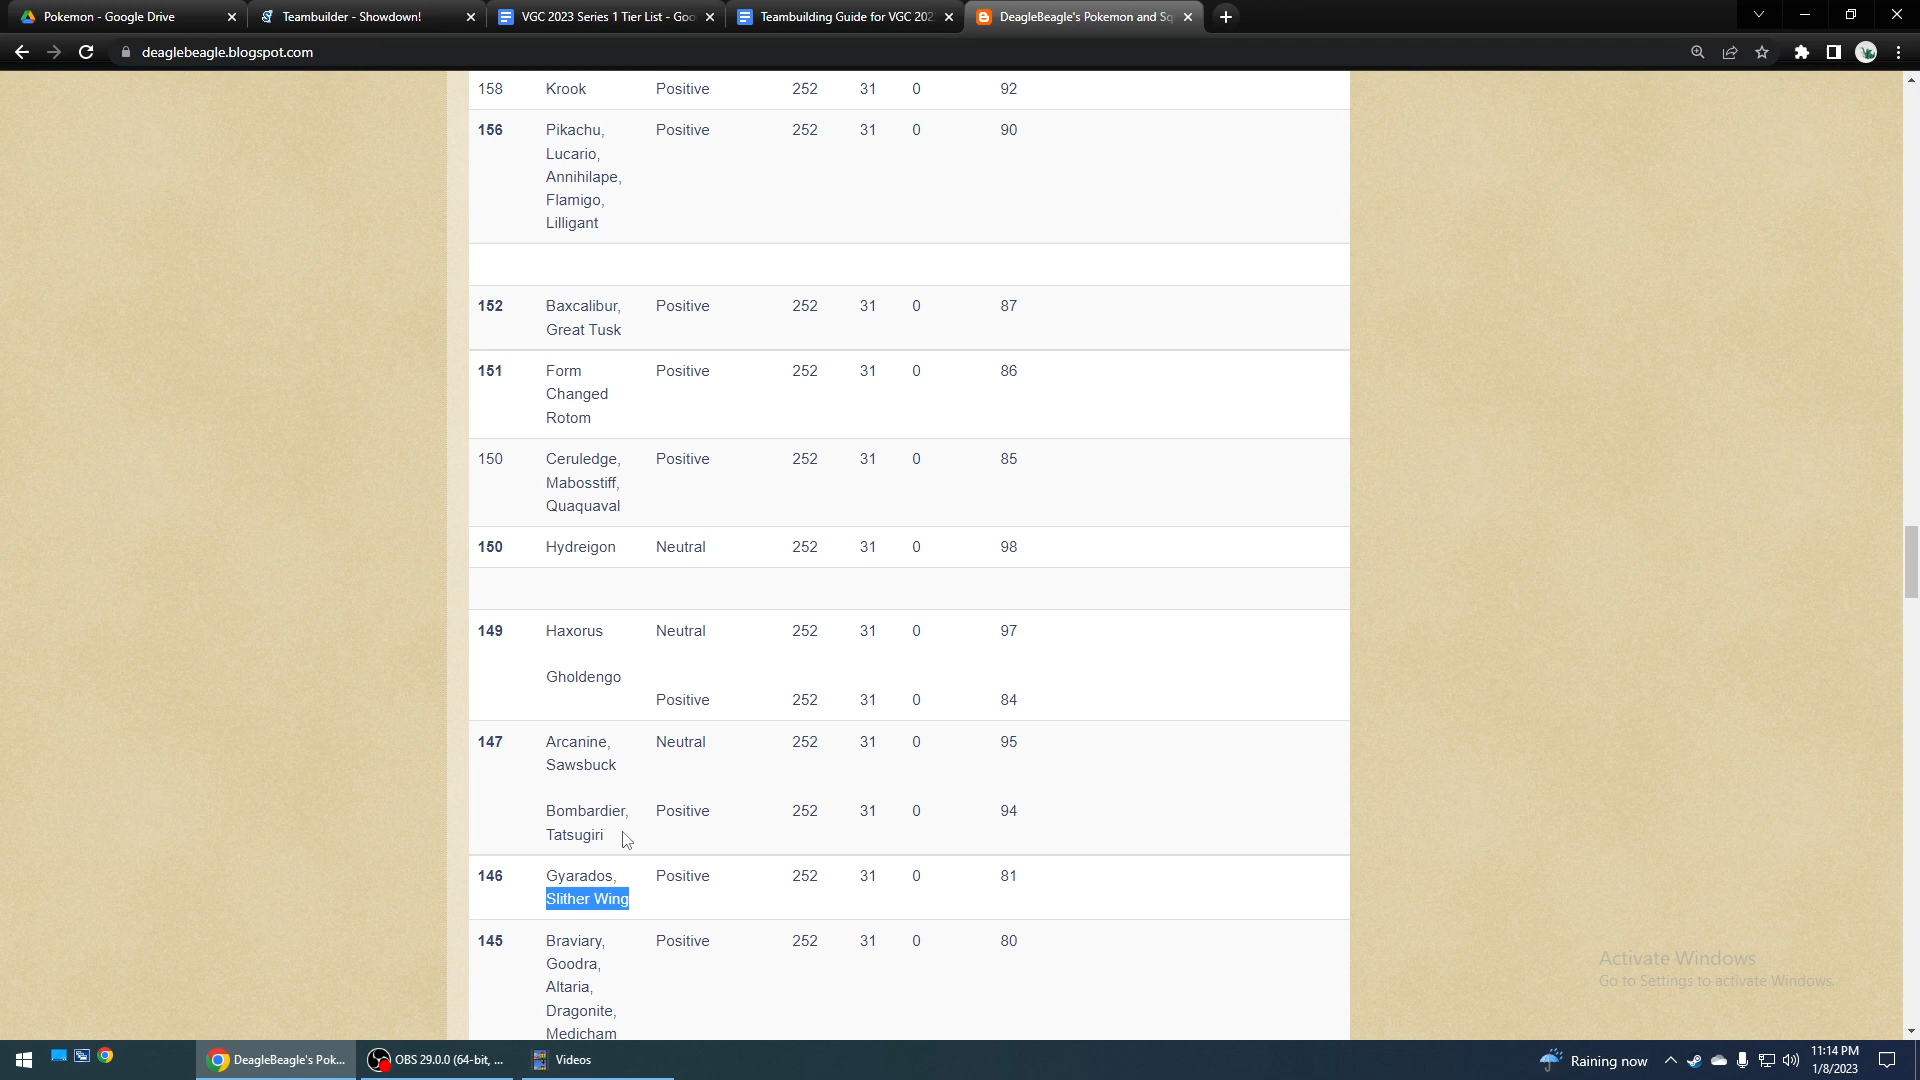 Pokemon - Google Drive
Teambuilder - Showdown!
VGC 2023 Series 1 Tier List - Goo
Teambuilding Guide for VGC 202
DeagleBeagle's Pokemon and Sq
deaglebeagle.blogspot.com
158 Krook Positive 252 31 0 92
156 Pikachu, Positive 252 31 0 90
Lucario,
Annihilape,
Flamigo,
Lilligant
152 Baxcalibur, Positive 252 31 0 87
Great Tusk
151 Form Positive 252 31 0 86
Changed
Rotom
150 Ceruledge, Positive 252 31 0 85
Mabosstiff,
Quaquaval
150 Hydreigon Neutral 252 31 0 98
149 Haxorus Neutral 252 31 0 97
Gholdengo
Positive 252 31 0 84
147 Arcanine, Neutral 252 31 0 95
Sawsbuck
Bombardier, Positive 252 31 0 94
Tatsugiri
146 Gyarados, Positive 252 31 0 81
Slither Wing
145 Braviary, Positive 252 31 0 80
Goodra,
Altaria,
Dragonite,
Medicham
Activate Windows
Go to Settings to activate Windows.
DeagleBeagle's Pok...
OBS 29.0.0 (64-bit, ...
Videos
Raining now
11:14 PM
1/8/2023